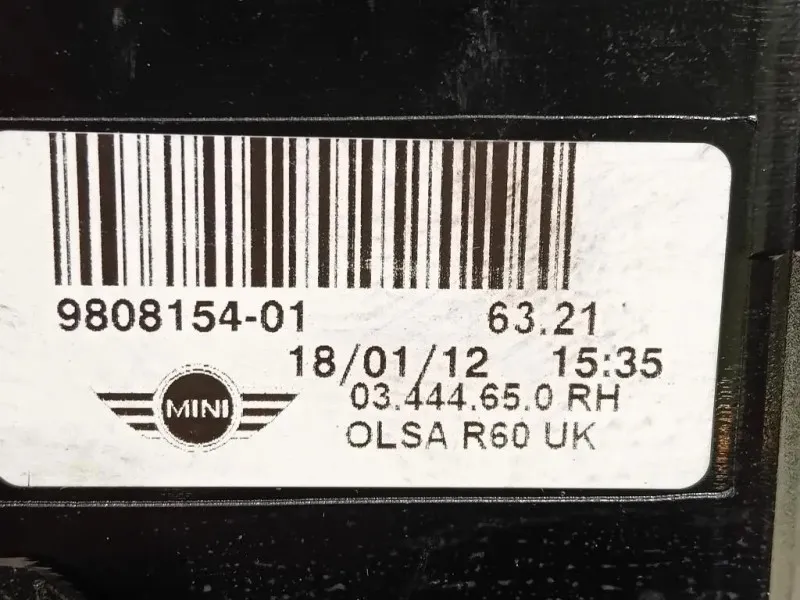 9808154-01 63.21
18/01/12 15:35
MINI 03.444.65.0 RH
OLSA R60 UK